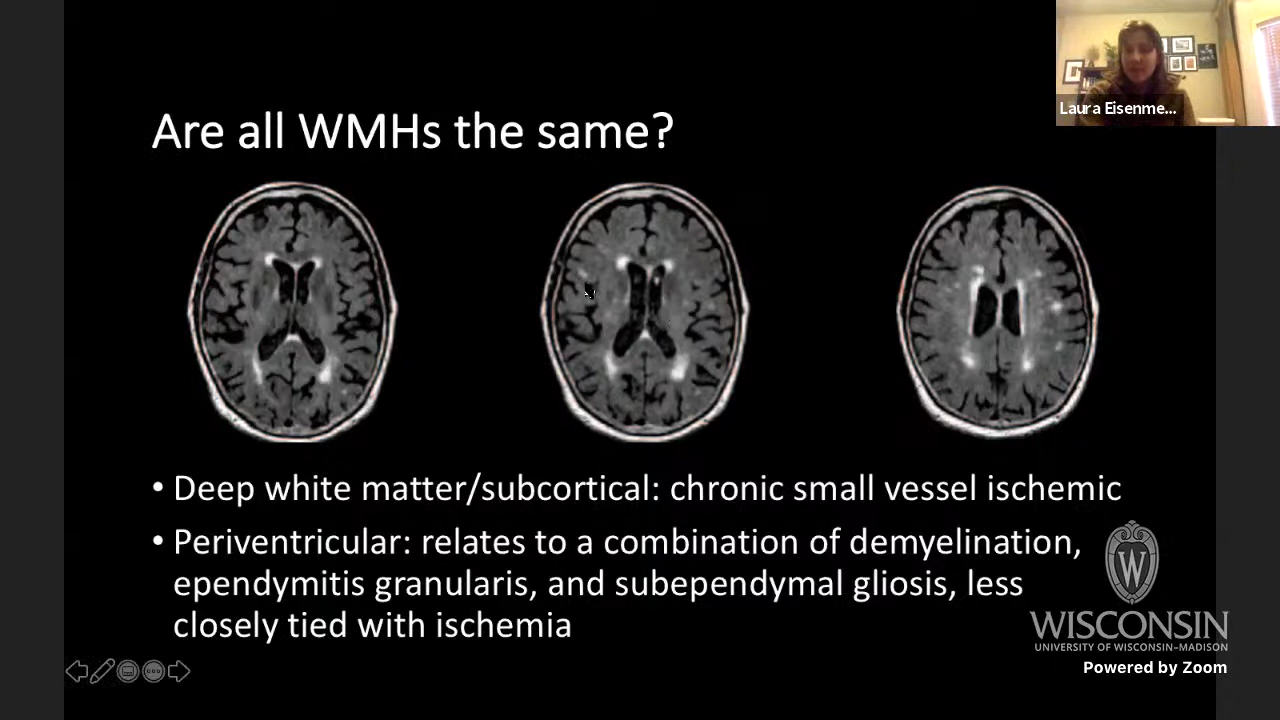 Laura Eisenme...
Are all WMHs the same?
• Deep white matter/subcortical: chronic small vessel ischemic
• Periventricular: relates to a combination of demyelination,
ependymitis granularis, and subependymal gliosis, less
closely tied with ischemia
W
WISCONSIN
UNIVERSITY OF WISCONSIN–MADISON
Powered by Zoom